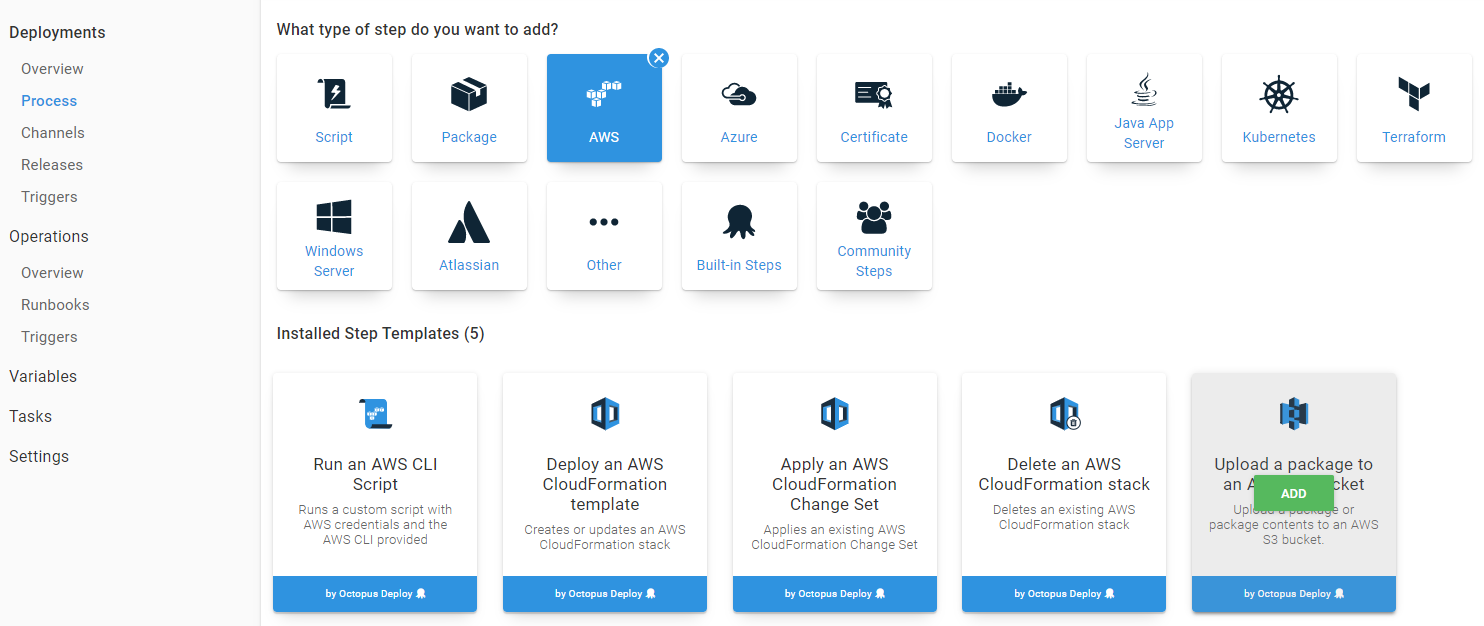 Deployments
Overview
Process
Channels
Releases
Triggers
Operations
Overview
Runbooks
Triggers
Variables
Tasks
Settings
What type of step do you want to add?
Script
Package
AWS
Azure
Certificate
Docker
Java App
Server
Kubernetes
Terraform
Windows
Server
Atlassian
Other
Built-in Steps
Community
Steps
Installed Step Templates (5)
Run an AWS CLI
Script
Runs a custom script with
AWS credentials and the
AWS CLI provided
by Octopus Deploy
Deploy an AWS
CloudFormation
template
Creates or updates an AWS
CloudFormation stack
by Octopus Deploy
Apply an AWS
CloudFormation
Change Set
Applies an existing AWS
CloudFormation Change Set
by Octopus Deploy
Delete an AWS
CloudFormation stack
Deletes an existing AWS
CloudFormation stack
by Octopus Deploy
Upload a package to
an
ADD
Upload a package or
package contents to an AWS
S3 bucket.
by Octopus Deploy